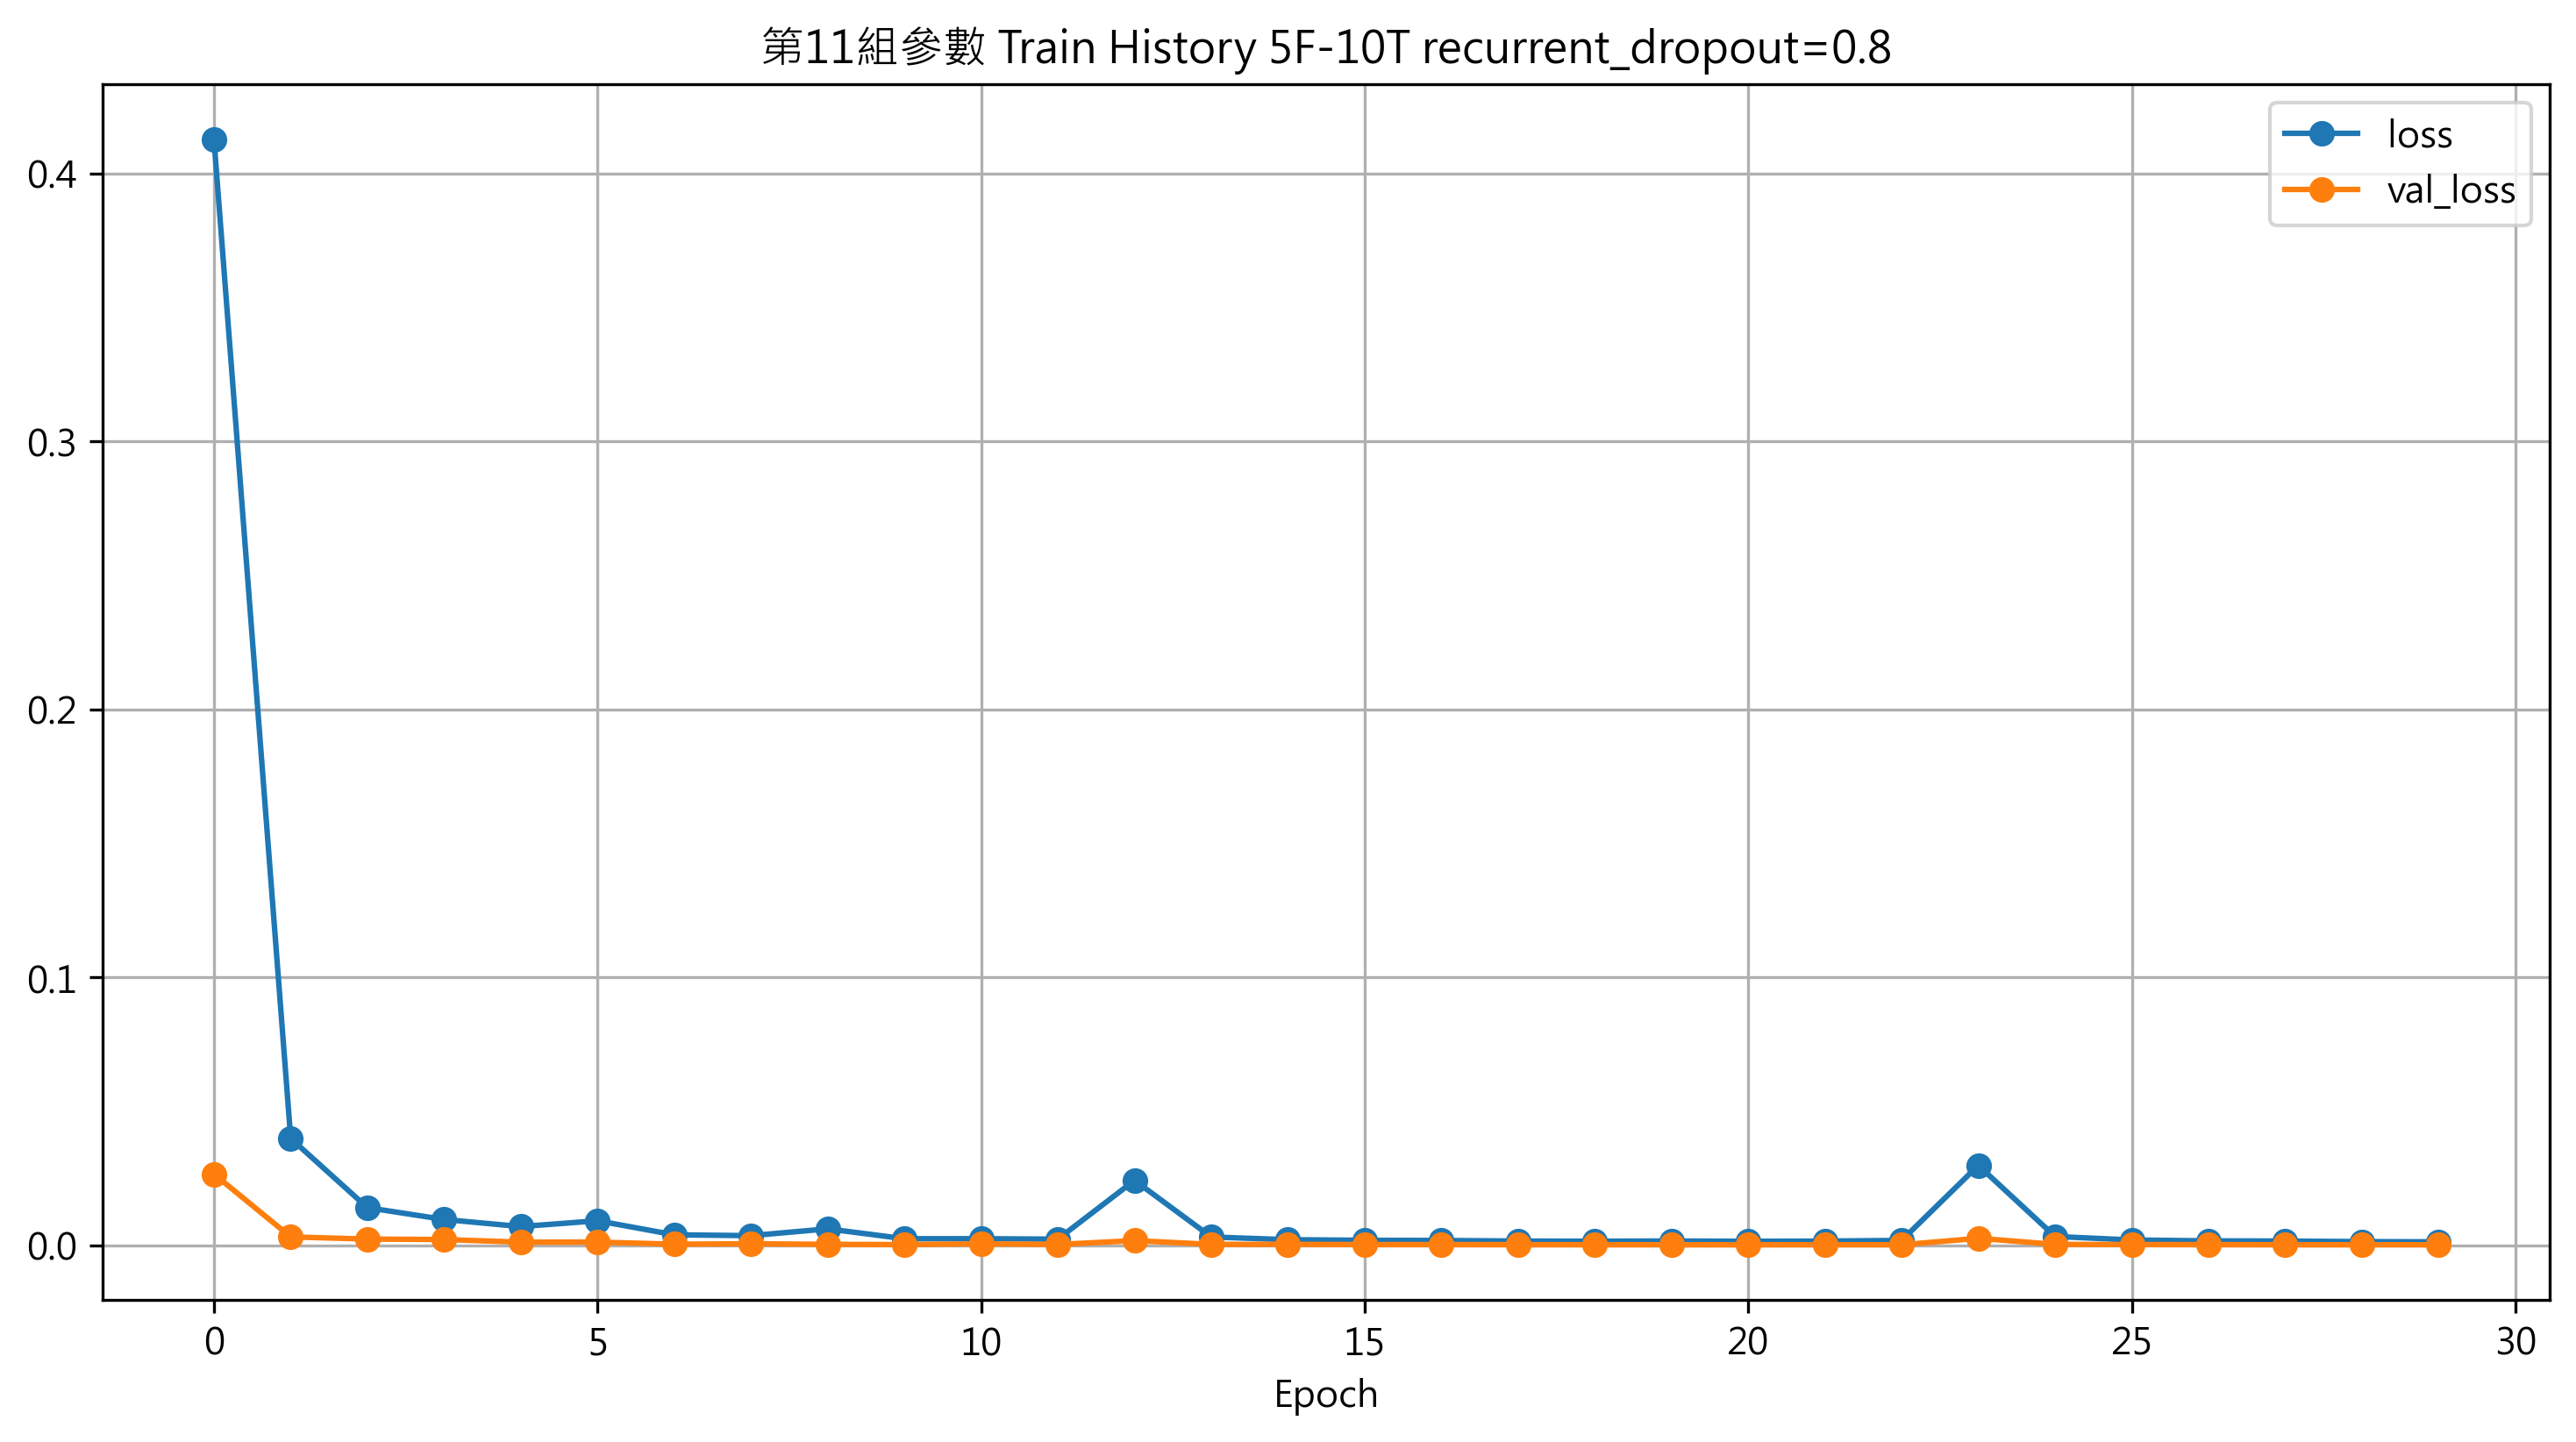 第11組參數 Train History 5F-10T recurrent_dropout=0.8
loss
val_loss
0.4
0.3
0.2
0.1
0.0
0 5 10 15 20 25 30
Epoch